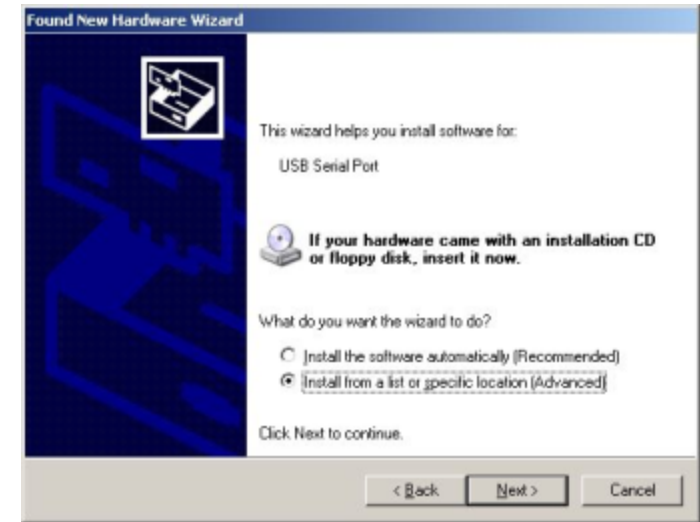 Found New Hardware Wizard
This wizard helps you install software for:
USB Serial Port
If your hardware came with an installation CD
or floppy disk, insert it now.
What do you want the wizard to do?
Install the software automatically (Recommended)
Install from a list or specific location (Advanced)
Click Next to continue.
< Back Next > Cancel